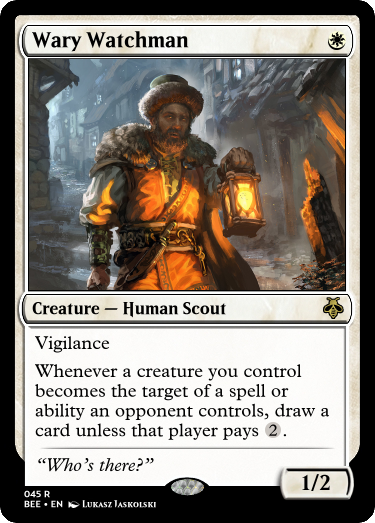 Wary Watchman
Creature — Human Scout
Vigilance
Whenever a creature you control
becomes the target of a spell or
ability an opponent controls, draw a
card unless that player pays 2.
“Who’s there?”
1/2
045 R
BEE • EN Lukasz Jaskolski